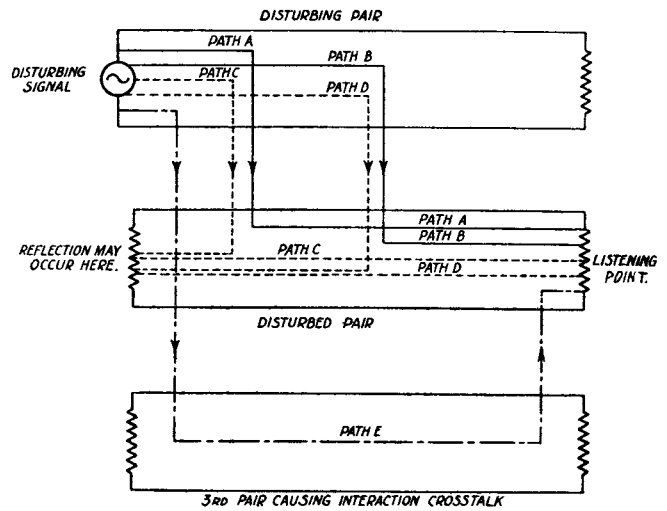 DISTURBING PAIR
PATH A
PATH B
DISTURBING
SIGNAL
PATH C
PATH D
PATH A
PATH B
REFLECTION MAY
OCCUR HERE.
PATH C
PATH D
LISTENING
POINT.
DISTURBED PAIR
PATH E
3RD PAIR CAUSING INTERACTION CROSSTALK